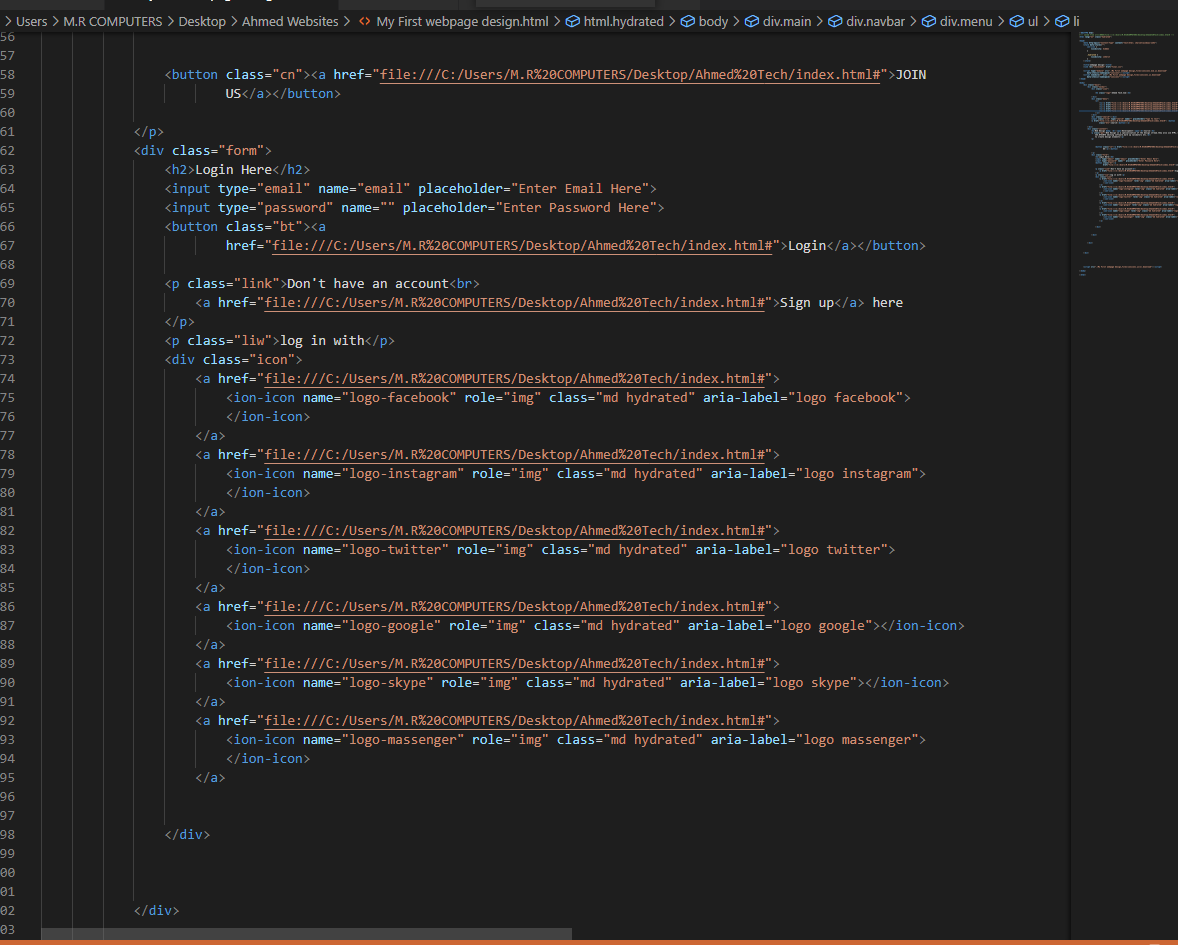 Users > M.R COMPUTERS > Desktop > Ahmed Websites > <> My First webpage design.html > html.hydrated > body > div.main > div.navbar > div.menu > ul > li
56
57
58 <button class="cn"><a href="file:///C:/Users/M.R%20COMPUTERS/Desktop/Ahmed%20Tech/index.html#">JOIN
59 US</a></button>
60
61 </p>
62 <div class="form">
63 <h2>Login Here</h2>
64 <input type="email" name="email" placeholder="Enter Email Here">
65 <input type="password" name="" placeholder="Enter Password Here">
66 <button class="bt"><a
67 href="file:///C:/Users/M.R%20COMPUTERS/Desktop/Ahmed%20Tech/index.html#">Login</a></button>
68
69 <p class="link">Don't have an account<br>
70 <a href="file:///C:/Users/M.R%20COMPUTERS/Desktop/Ahmed%20Tech/index.html#">Sign up</a> here
71 </p>
72 <p class="liw">log in with</p>
73 <div class="icon">
74 <a href="file:///C:/Users/M.R%20COMPUTERS/Desktop/Ahmed%20Tech/index.html#">
75 <ion-icon name="logo-facebook" role="img" class="md hydrated" aria-label="logo facebook">
76 </ion-icon>
77 </a>
78 <a href="file:///C:/Users/M.R%20COMPUTERS/Desktop/Ahmed%20Tech/index.html#">
79 <ion-icon name="logo-instagram" role="img" class="md hydrated" aria-label="logo instagram">
80 </ion-icon>
81 </a>
82 <a href="file:///C:/Users/M.R%20COMPUTERS/Desktop/Ahmed%20Tech/index.html#">
83 <ion-icon name="logo-twitter" role="img" class="md hydrated" aria-label="logo twitter">
84 </ion-icon>
85 </a>
86 <a href="file:///C:/Users/M.R%20COMPUTERS/Desktop/Ahmed%20Tech/index.html#">
87 <ion-icon name="logo-google" role="img" class="md hydrated" aria-label="logo google"></ion-icon>
88 </a>
89 <a href="file:///C:/Users/M.R%20COMPUTERS/Desktop/Ahmed%20Tech/index.html#">
90 <ion-icon name="logo-skype" role="img" class="md hydrated" aria-label="logo skype"></ion-icon>
91 </a>
92 <a href="file:///C:/Users/M.R%20COMPUTERS/Desktop/Ahmed%20Tech/index.html#">
93 <ion-icon name="logo-massenger" role="img" class="md hydrated" aria-label="logo massenger">
94 </ion-icon>
95 </a>
96
97
98 </div>
99
00
01
02 </div>
03